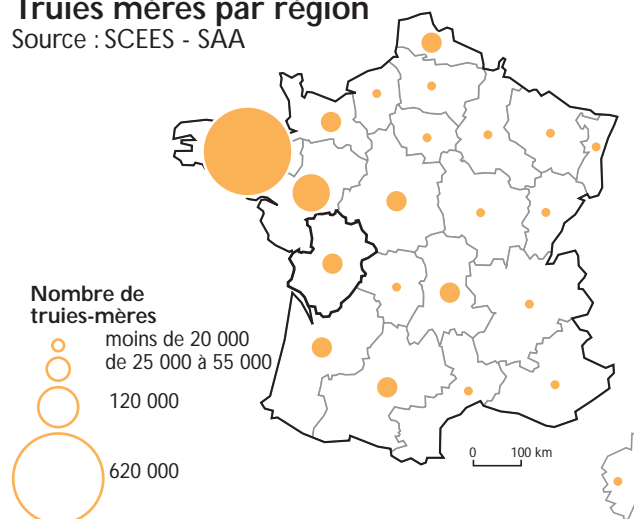 Truies mères par région
Source : SCEES - SAA
Nombre de
truies-mères
moins de 20 000
de 25 000 à 55 000
120 000
620 000
0 100 km